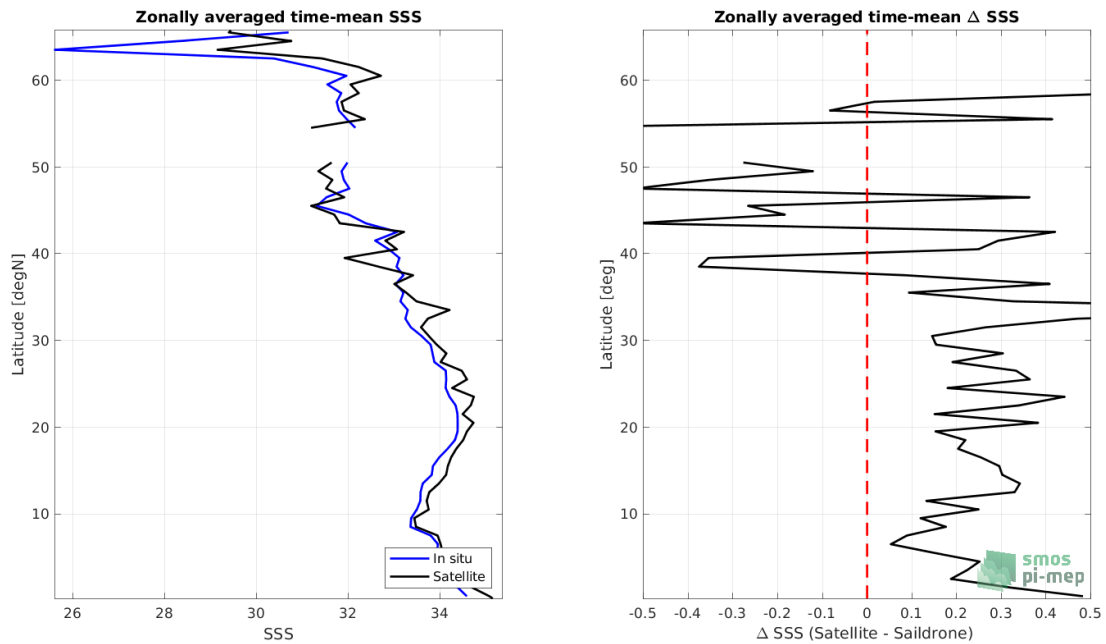 Zonally averaged time-mean SSS
60
50
40
30
20
10
Latitude [degN]
26
28
30
32
34
SSS
In situ
Satellite
Zonally averaged time-mean Δ SSS
60
50
40
30
20
10
Latitude [deg]
-0.5
-0.4
-0.3
-0.2
-0.1
0
0.1
0.2
0.3
0.4
0.5
Δ SSS (Satellite - Saildrone)
smos
pi-mep